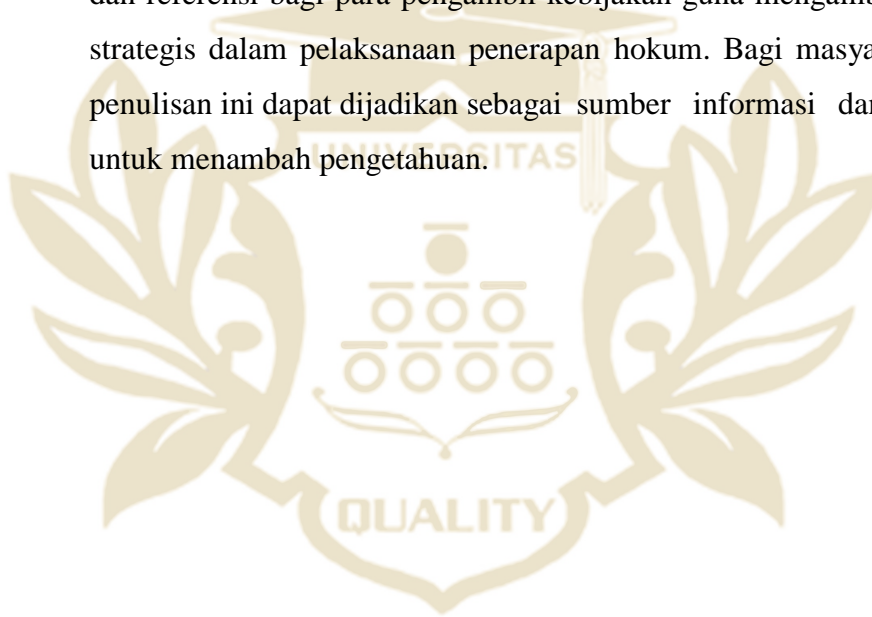 dan referensi bagi para pengambil kebijakan guna
strategis dalam pelaksanaan penerapan hokum. Bagi
penulisan ini dapat dijadikan sebagai sumber informasi
untuk menambah pengetahuan.
UNIVERSITAS
QUALITY